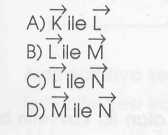 A) K⃗ ile L⃗
B) L⃗ ile M⃗
C) L⃗ ile N⃗
D) M⃗ ile N⃗